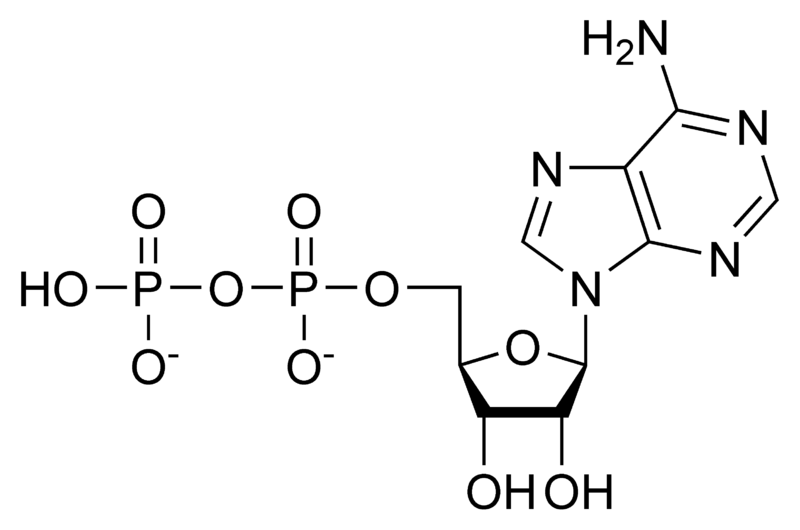 H2N
N
N
N
O O
HO P O P O N
O- O- O
OH OH